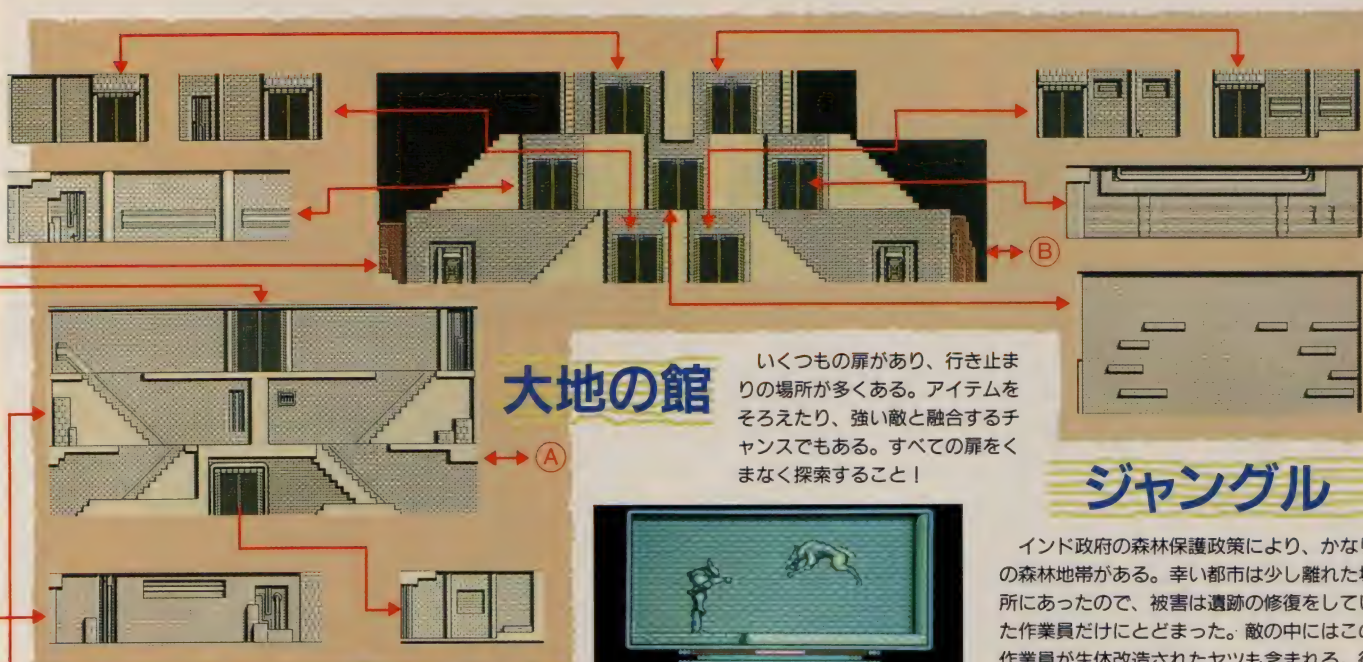 大地の館
いくつもの扉があり、行き止ま
りの場所が多くある。アイテムを
そろえたり、強い敵と融合するチ
ャンスでもある。すべての扉をく
まなく探索すること！
Ⓐ
Ⓑ
ジャングル
インド政府の森林保護政策により、かなり
の森林地帯がある。幸い都市は少し離れた場
所にあったので、被害は遺跡の修復をしてい
た作業員だけにとどまった。敵の中にはこの
作業員が生体改造されたヤツも含まれる。